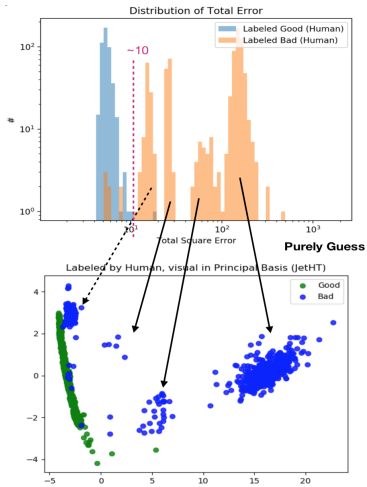 Distribution of Total Error
Labeled Good (Human)
Labeled Bad (Human)
~10
10²
10¹
10⁰
#
10¹
10²
10³
Total Square Error
Purely Guess
Labeled by Human, visual in Principal Basis (JetHT)
Good
Bad
4
2
0
−2
−4
−5
0
5
10
15
20